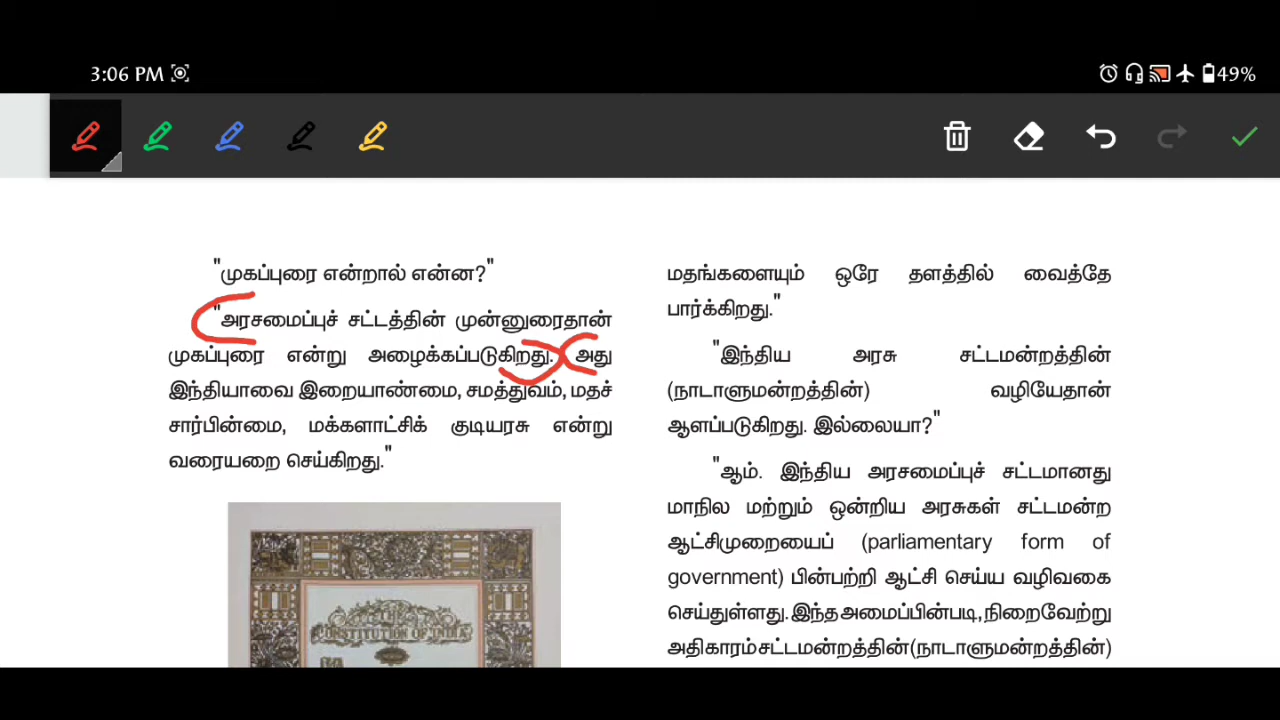 3:06 PM
49%
"முகப்புரை என்றால் என்ன?"
"அரசமைப்புச் சட்டத்தின் முன்னுரைதான்
முகப்புரை என்று அழைக்கப்படுகிறது. அது
இந்தியாவை இறையாண்மை, சமத்துவம், மதச்
சார்பின்மை, மக்களாட்சிக் குடியரசு என்று
வரையறை செய்கிறது."
CONSTITUTION OF INDIA
மதங்களையும் ஒரே தளத்தில் வைத்தே
பார்க்கிறது."
"இந்திய அரசு சட்டமன்றத்தின்
(நாடாளுமன்றத்தின்) வழியேதான்
ஆளப்படுகிறது. இல்லையா?"
"ஆம். இந்திய அரசமைப்புச் சட்டமானது
மாநில மற்றும் ஒன்றிய அரசுகள் சட்டமன்ற
ஆட்சிமுறையைப் (parliamentary form of
government) பின்பற்றி ஆட்சி செய்ய வழிவகை
செய்துள்ளது. இந்த அமைப்பின்படி, நிறைவேற்று
அதிகாரம் சட்டமன்றத்தின் (நாடாளுமன்றத்தின்)